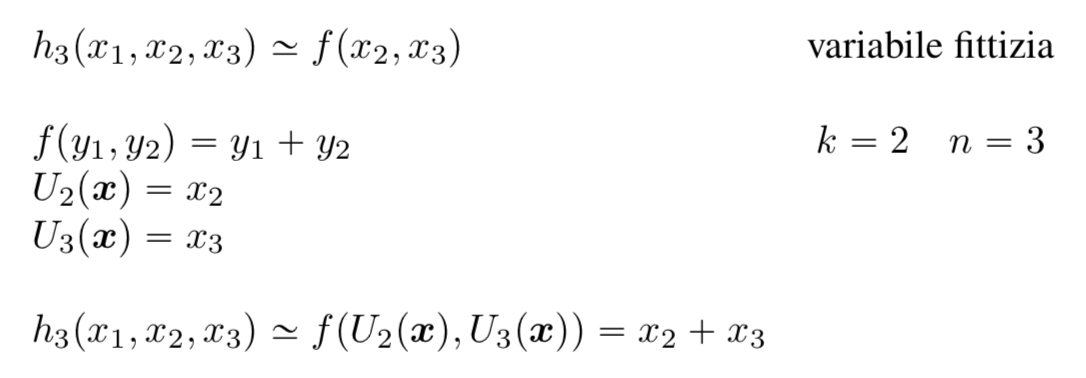 h₃(x₁, x₂, x₃) ≃ f(x₂, x₃) variabile fittizia
f(y₁, y₂) = y₁ + y₂ k = 2 n = 3
U₂(𝒙) = x₂
U₃(𝒙) = x₃
h₃(x₁, x₂, x₃) ≃ f(U₂(𝒙), U₃(𝒙)) = x₂ + x₃